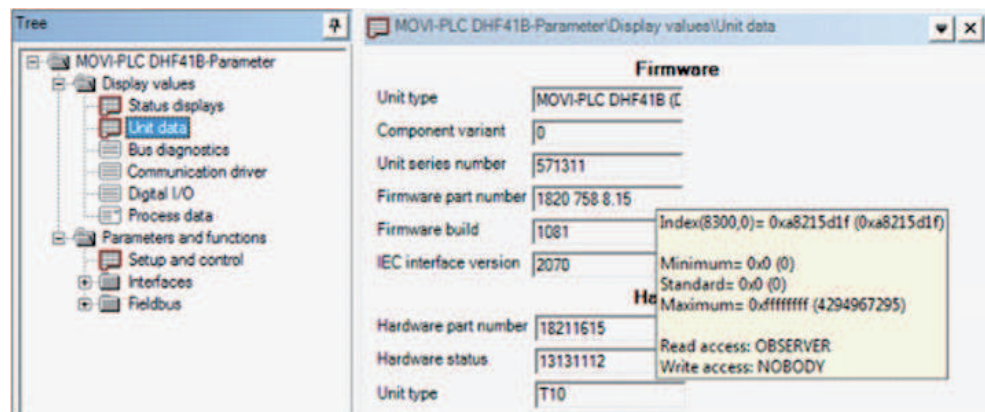 Tree
MOVI-PLC DHF41B-Parameter
Display values
Status displays
Unit data
Bus diagnostics
Communication driver
Digital I/O
Process data
Parameters and functions
Setup and control
Interfaces
Fieldbus
MOVI-PLC DHF41B-Parameter\Display values\Unit data
Firmware
Unit type MOVI-PLC DHF41B (D
Component variant 0
Unit series number 571311
Firmware part number 1820 758 8.15
Firmware build 1081
IEC interface version 2070
Ha
Hardware part number 18211615
Hardware status 13131112
Unit type T10
Index(8300,0)= 0xa8215d1f (0xa8215d1f)
Minimum= 0x0 (0)
Standard= 0x0 (0)
Maximum= 0xffffffff (4294967295)
Read access: OBSERVER
Write access: NOBODY